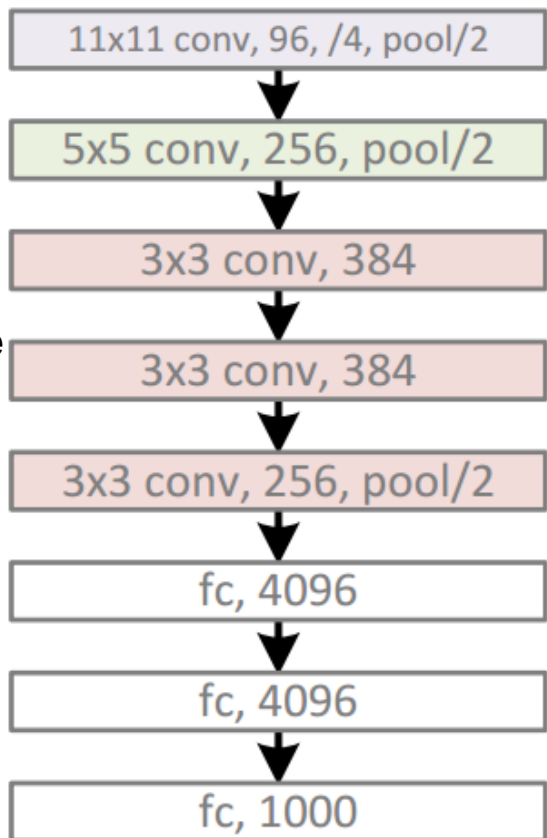 11x11 conv, 96, /4, pool/2
5x5 conv, 256, pool/2
3x3 conv, 384
e
3x3 conv, 384
3x3 conv, 256, pool/2
fc, 4096
fc, 4096
fc, 1000